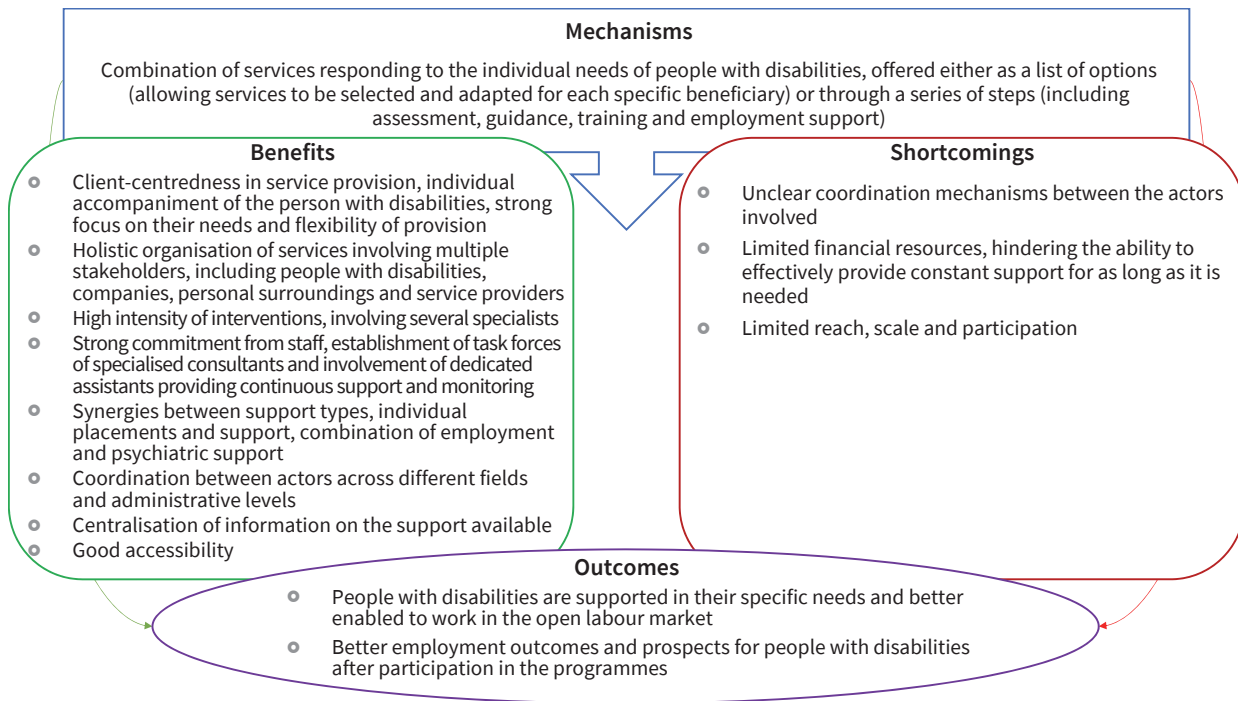 Mechanisms
Combination of services responding to the individual needs of people with disabilities, offered either as a list of options
(allowing services to be selected and adapted for each specific beneficiary) or through a series of steps (including
assessment, guidance, training and employment support)
Benefits
Client-centredness in service provision, individual
accompaniment of the person with disabilities, strong
focus on their needs and flexibility of provision
Holistic organisation of services involving multiple
stakeholders, including people with disabilities,
companies, personal surroundings and service providers
High intensity of interventions, involving several specialists
Strong commitment from staff, establishment of task forces
of specialised consultants and involvement of dedicated
assistants providing continuous support and monitoring
Synergies between support types, individual
placements and support, combination of employment
and psychiatric support
Coordination between actors across different fields
and administrative levels
Centralisation of information on the support available
Good accessibility
Shortcomings
Unclear coordination mechanisms between the actors
involved
Limited financial resources, hindering the ability to
effectively provide constant support for as long as it is
needed
Limited reach, scale and participation
Outcomes
People with disabilities are supported in their specific needs and better
enabled to work in the open labour market
Better employment outcomes and prospects for people with disabilities
after participation in the programmes